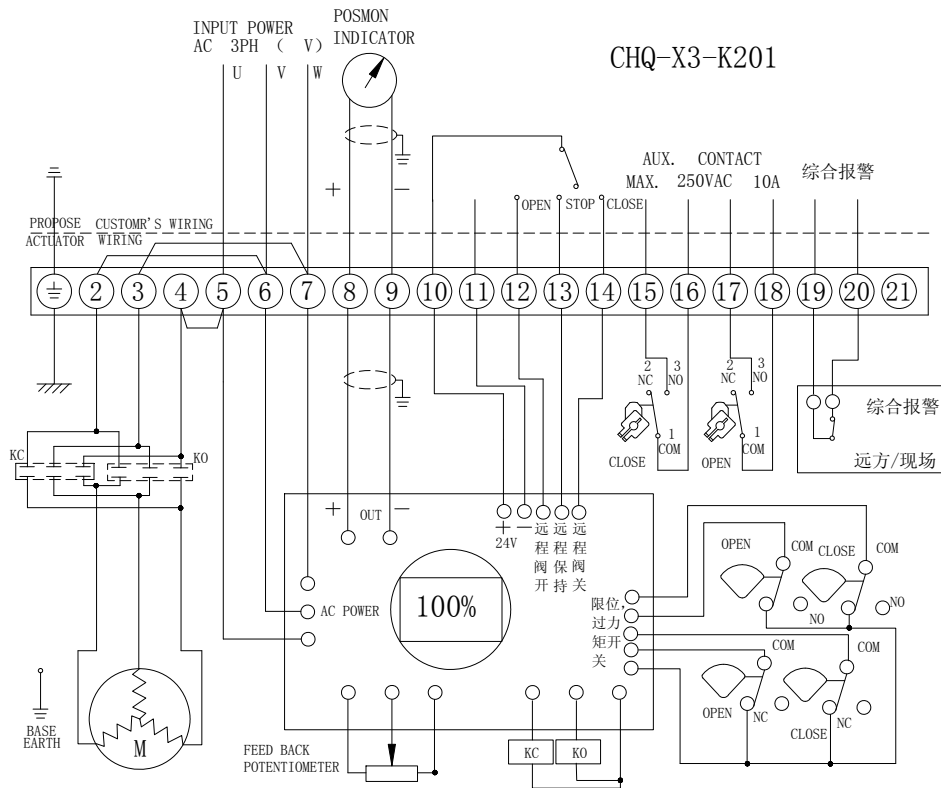 INPUT POWER
AC 3PH ( V)
U V W
POSMON
INDICATOR
CHQ-X3-K201
AUX. CONTACT
MAX. 250VAC 10A
综合报警
+ −
OPEN STOP CLOSE
PROPOSE CUSTOMR'S WIRING
ACTUATOR WIRING
2 3 4 5 6 7 8 9 10 11 12 13 14 15 16 17 18 19 20 21
2 3
NC NO
1
COM
CLOSE
2 3
NC NO
1
COM
OPEN
综合报警
远方/现场
KC
KO
+ OUT −
+ −
24V
远程阀开
远程保持
远程阀关
AC POWER
100%
限位,
过力
矩开
关
OPEN COM
CLOSE COM
NO
NO
COM
COM
OPEN NC
CLOSE NC
BASE
EARTH
M
FEED BACK
POTENTIOMETER
KC
KO